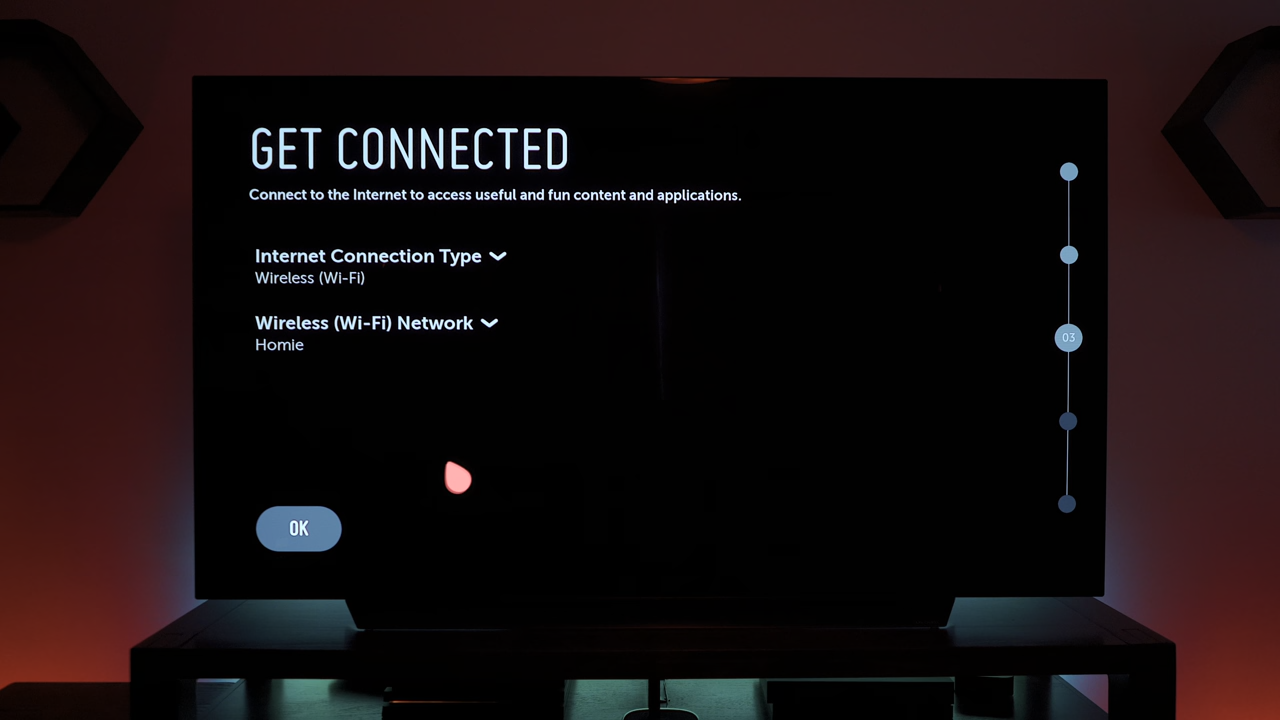 GET CONNECTED
Connect to the Internet to access useful and fun content and applications.
Internet Connection Type
Wireless (Wi-Fi)
Wireless (Wi-Fi) Network
Homie
03
OK